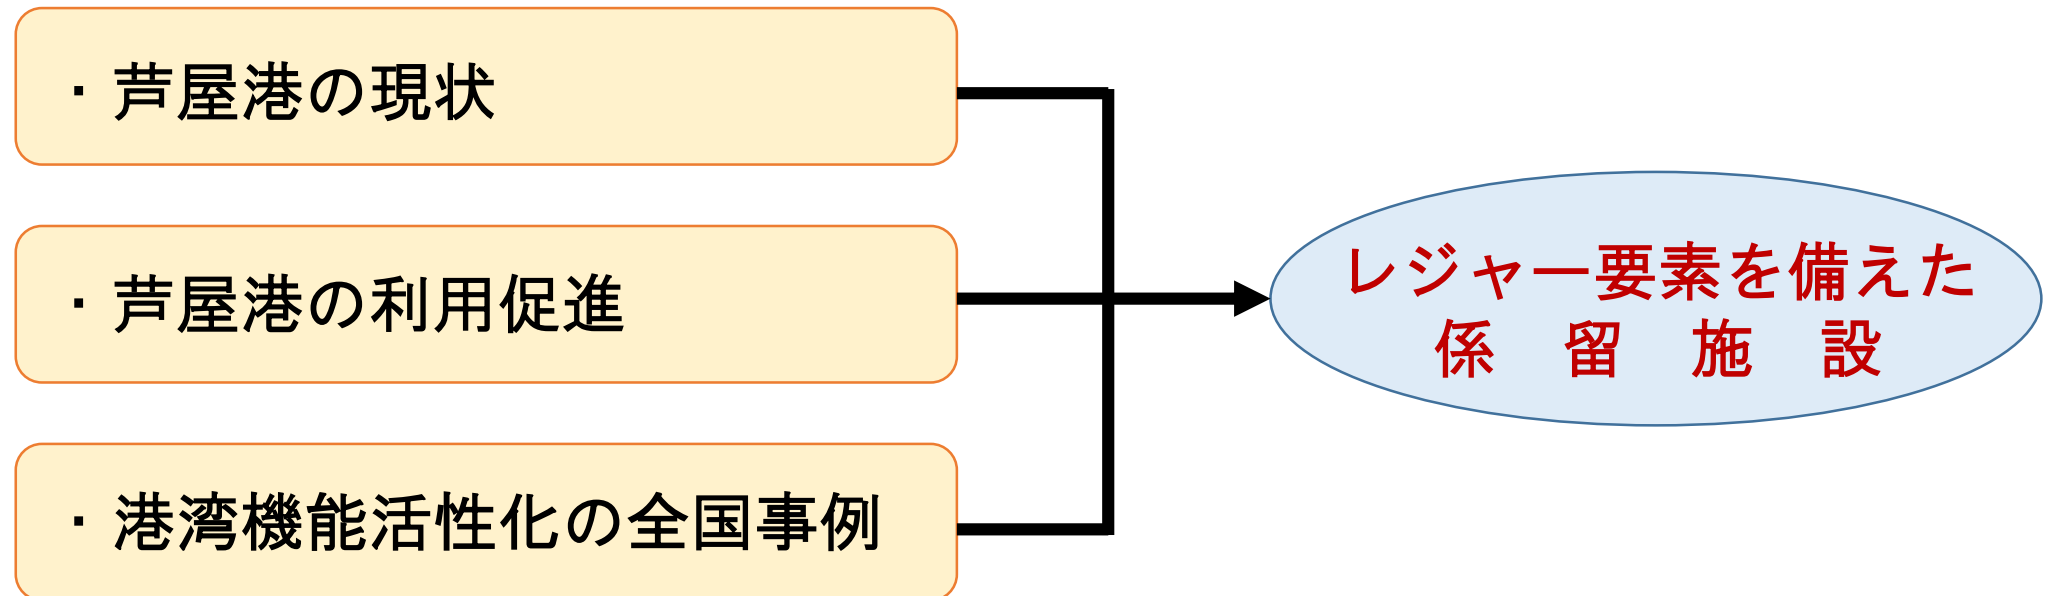 ・芦屋港の現状
・芦屋港の利用促進
・港湾機能活性化の全国事例
レジャー要素を備えた
係　留　施　設